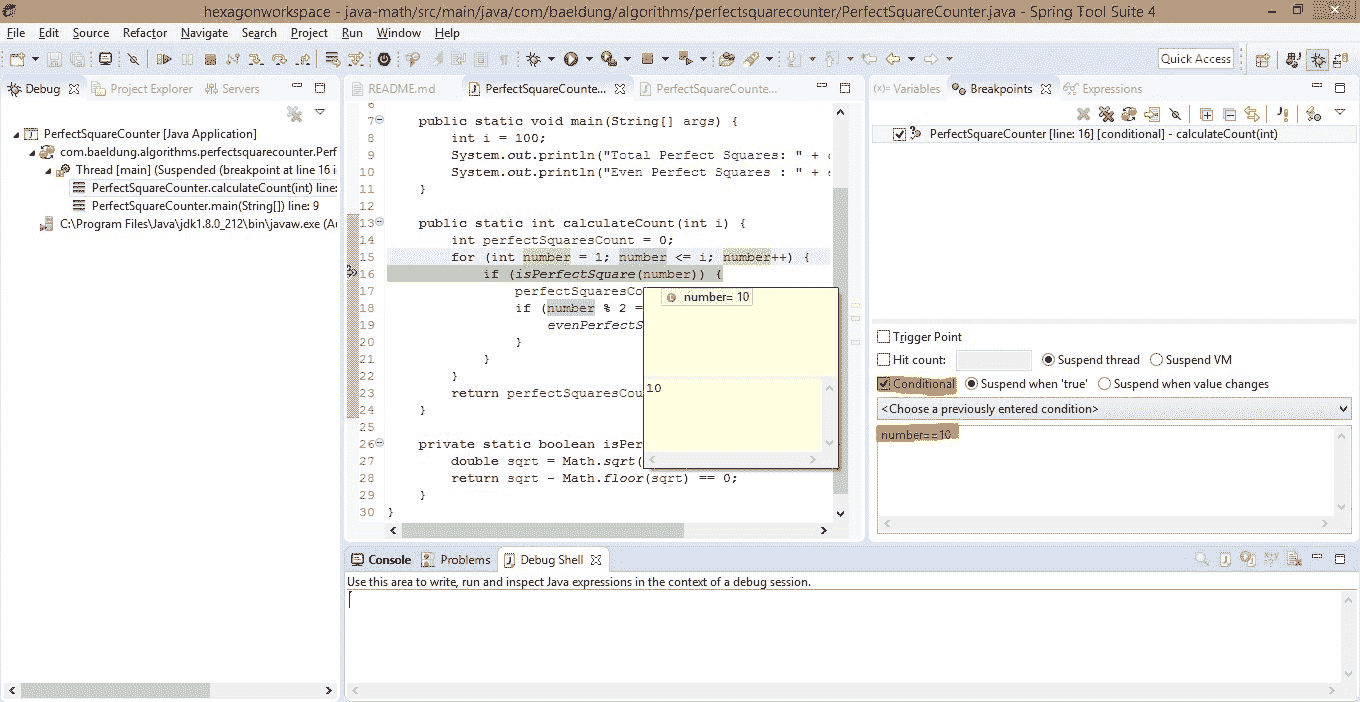 hexagonworkspace - java-math/src/main/java/com/baeldung/algorithms/perfectsquarecounter/PerfectSquareCounter.java - Spring Tool Suite 4
File Edit Source Refactor Navigate Search Project Run Window Help
Quick Access
Debug Project Explorer Servers
PerfectSquareCounter [Java Application]
com.baeldung.algorithms.perfectsquarecounter.Perf
Thread [main] (Suspended (breakpoint at line 16 i
PerfectSquareCounter.calculateCount(int) line:
PerfectSquareCounter.main(String[]) line: 9
C:\Program Files\Java\jdk1.8.0_212\bin\javaw.exe (Au
README.md PerfectSquareCounte... PerfectSquareCounte...
6
7 public static void main(String[] args) {
8 int i = 100;
9 System.out.println("Total Perfect Squares: " + c
10 System.out.println("Even Perfect Squares : " + e
11 }
12
13 public static int calculateCount(int i) {
14 int perfectSquaresCount = 0;
15 for (int number = 1; number <= i; number++) {
16 if (isPerfectSquare(number)) {
17 perfectSquaresCo
18 if (number % 2 =
19 evenPerfectS
20 }
21 }
22 }
23 return perfectSquaresCou
24 }
25
26 private static boolean isPer
27 double sqrt = Math.sqrt(
28 return sqrt - Math.floor(sqrt) == 0;
29 }
30 }
number= 10
10
(x)= Variables Breakpoints Expressions
PerfectSquareCounter [line: 16] [conditional] - calculateCount(int)
Trigger Point
Hit count: Suspend thread Suspend VM
Conditional Suspend when 'true' Suspend when value changes
<Choose a previously entered condition>
number==10
Console Problems Debug Shell
Use this area to write, run and inspect Java expressions in the context of a debug session.